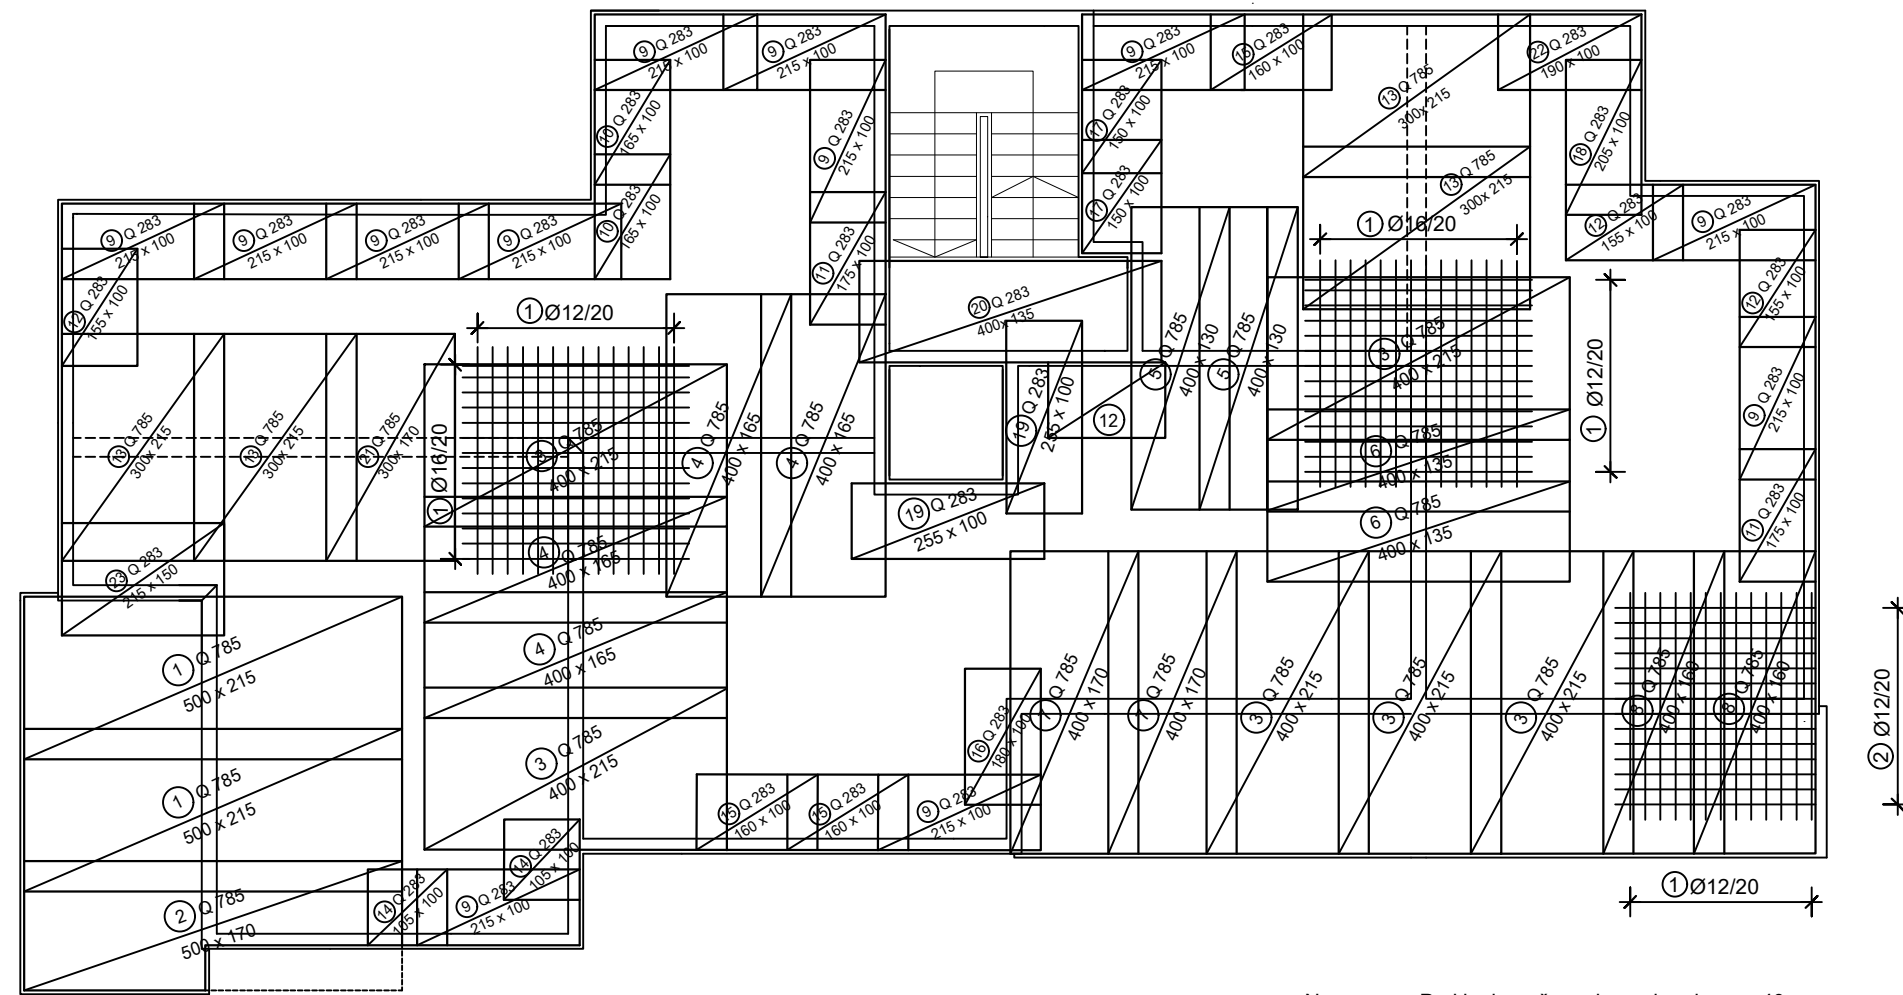 9 Q 283
215 x 100
9 Q 283
215 x 100
9 Q 283
215 x 100
15 Q 283
160 x 100
22 Q 283
190 x 100
10 Q 283
165 x 100
10 Q 283
165 x 100
9 Q 283
215 x 100
11 Q 283
175 x 100
17 Q 283
150 x 100
17 Q 283
150 x 100
13 Q 785
300x 215
13 Q 785
300x 215
18 Q 283
205 x 100
12 Q 283
155 x 100
9 Q 283
215 x 100
9 Q 283
215 x 100
9 Q 283
215 x 100
9 Q 283
215 x 100
9 Q 283
215 x 100
12 Q 283
155 x 100
1 Ø12/20
1 Ø16/20
20 Q 283
400x 135
5 Q 785
400 x 130
5 Q 785
400 x 130
3 Q 785
400 x 215
1 Ø12/20
12 Q 283
155 x 100
9 Q 283
215 x 100
11 Q 283
175 x 100
13 Q 785
300x 215
13 Q 785
300x 215
21 Q 785
300x 170
1 Ø16/20
3 Q 785
400 x 215
4 Q 785
400 x 165
4 Q 785
400 x 165
19 Q 283
255 x 100
12
19 Q 283
255 x 100
6 Q 785
400 x 135
6 Q 785
400 x 135
4 Q 785
400 x 165
4 Q 785
400 x 165
3 Q 785
400 x 215
23 Q 283
215 x 150
1 Q 785
500 x 215
1 Q 785
500 x 215
2 Q 785
500 x 170
14 Q 283
105 x 100
9 Q 283
215 x 100
14 Q 283
105 x 100
15 Q 283
160 x 100
15 Q 283
160 x 100
9 Q 283
215 x 100
16 Q 283
180 x 100
7 Q 785
400 x 170
7 Q 785
400 x 170
3 Q 785
400 x 215
3 Q 785
400 x 215
3 Q 785
400 x 215
8 Q 785
400 x 160
8 Q 785
400 x 160
2 Ø12/20
1 Ø12/20